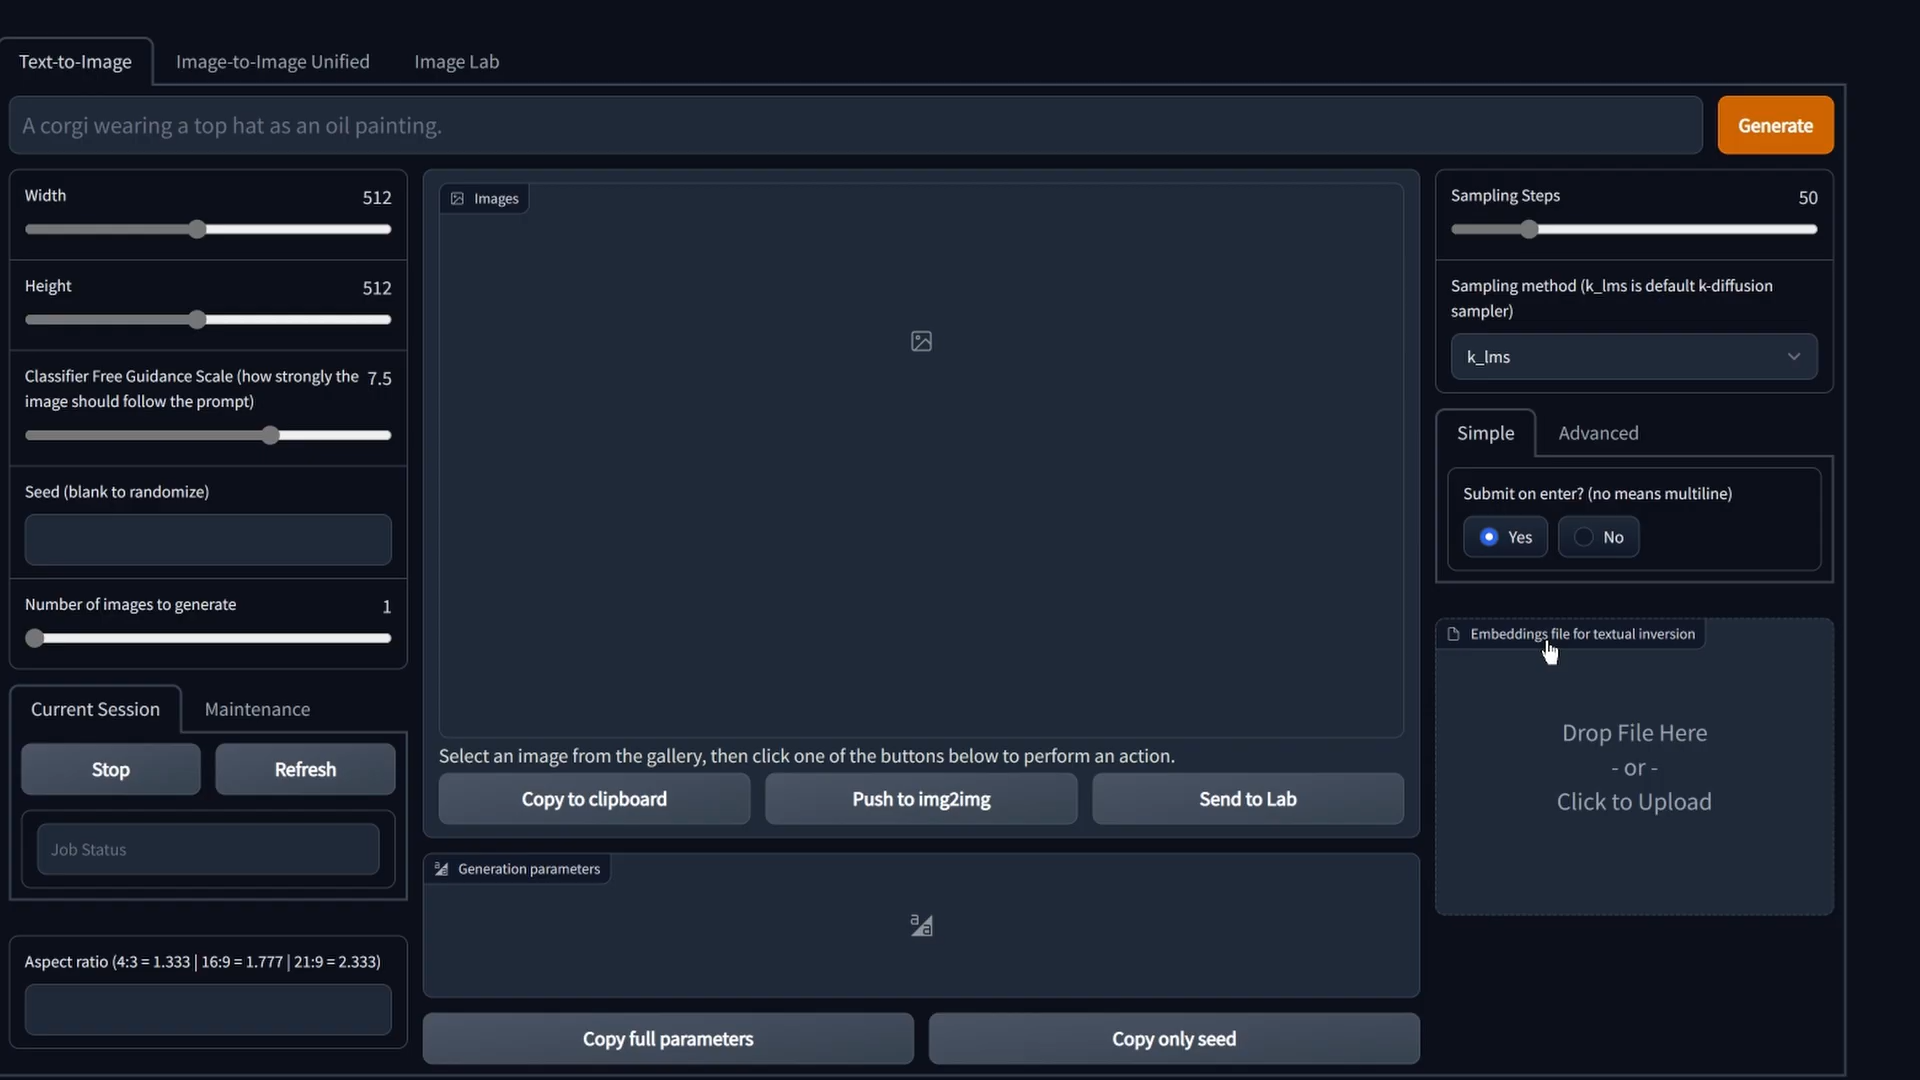 Text-to-Image
Image-to-Image Unified
Image Lab
A corgi wearing a top hat as an oil painting.
Generate
Width
512
Height
512
Classifier Free Guidance Scale (how strongly the
image should follow the prompt)
7.5
Seed (blank to randomize)
Number of images to generate
1
Current Session
Maintenance
Stop
Refresh
Job Status
Aspect ratio (4:3 = 1.333 | 16:9 = 1.777 | 21:9 = 2.333)
Images
Select an image from the gallery, then click one of the buttons below to perform an action.
Copy to clipboard
Push to img2img
Send to Lab
Generation parameters
Copy full parameters
Copy only seed
Sampling Steps
50
Sampling method (k_lms is default k-diffusion
sampler)
k_lms
Simple
Advanced
Submit on enter? (no means multiline)
Yes
No
Embeddings file for textual inversion
Drop File Here
- or -
Click to Upload